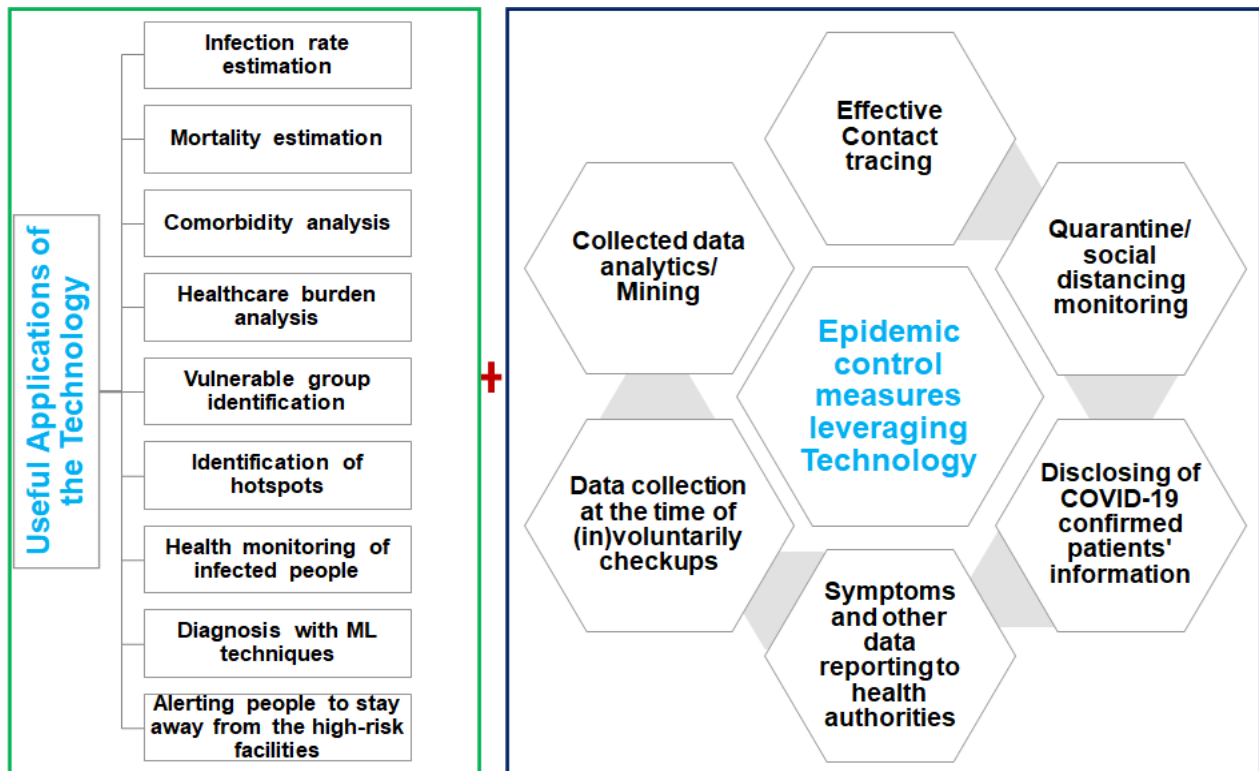 Useful Applications of
the Technology
Infection rate
estimation
Mortality estimation
Comorbidity analysis
Healthcare burden
analysis
Vulnerable group
identification
Identification of
hotspots
Health monitoring of
infected people
Diagnosis with ML
techniques
Alerting people to stay
away from the high-risk
facilities
+
Effective
Contact
tracing
Quarantine/
social
distancing
monitoring
Disclosing of
COVID-19
confirmed
patients'
information
Symptoms
and other
data
reporting to
health
authorities
Data collection
at the time of
(in)voluntarily
checkups
Collected data
analytics/
Mining
Epidemic
control
measures
leveraging
Technology